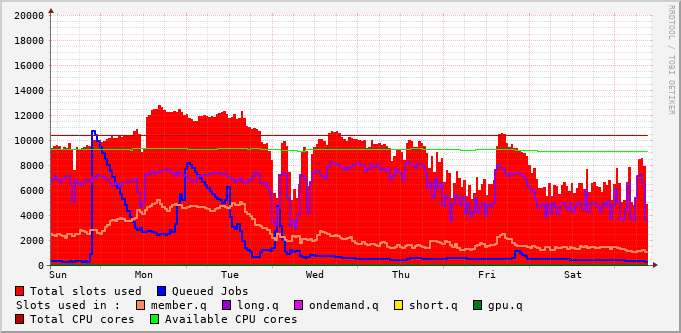 20000
18000
16000
14000
12000
10000
8000
6000
4000
2000
0
Sun Mon Tue Wed Thu Fri Sat
RRDTOOL / TOBI OETIKER
Total slots used Queued Jobs
Slots used in : member.q long.q ondemand.q short.q gpu.q
Total CPU cores Available CPU cores